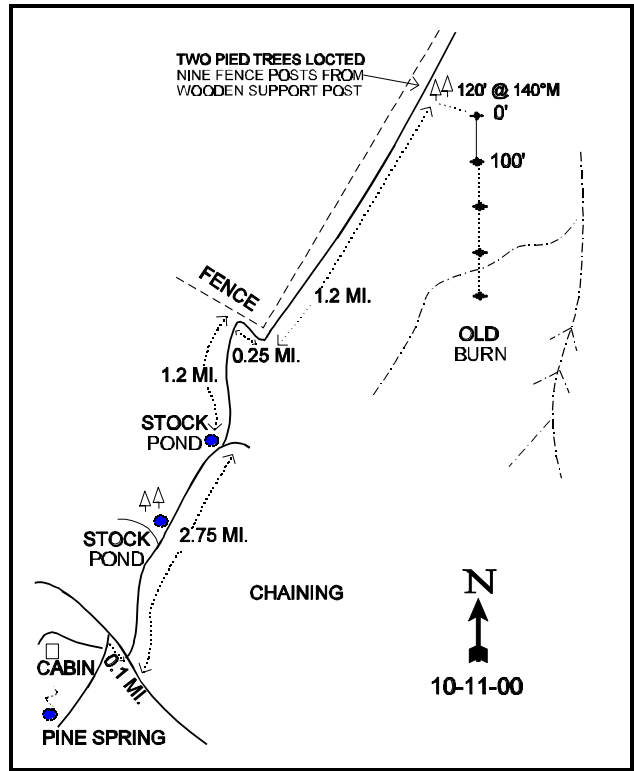 TWO PIED TREES LOCTED
NINE FENCE POSTS FROM
WOODEN SUPPORT POST
120' @ 140°M
0'
100'
FENCE
1.2 MI.
0.25 MI.
OLD
BURN
1.2 MI.
STOCK
POND
2.75 MI.
STOCK
POND
CHAINING
N
CABIN
0.1 MI.
10-11-00
PINE SPRING